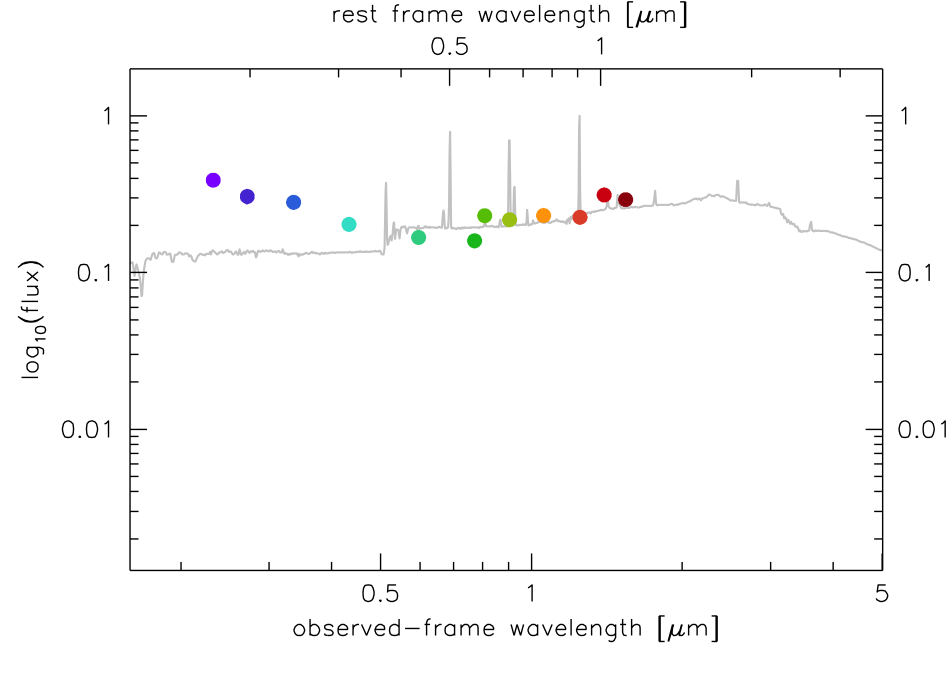 rest frame wavelength [μm]
0.5 1
1 1
0.1 0.1
0.01 0.01
log10(flux)
0.5 1 5
observed-frame wavelength [μm]